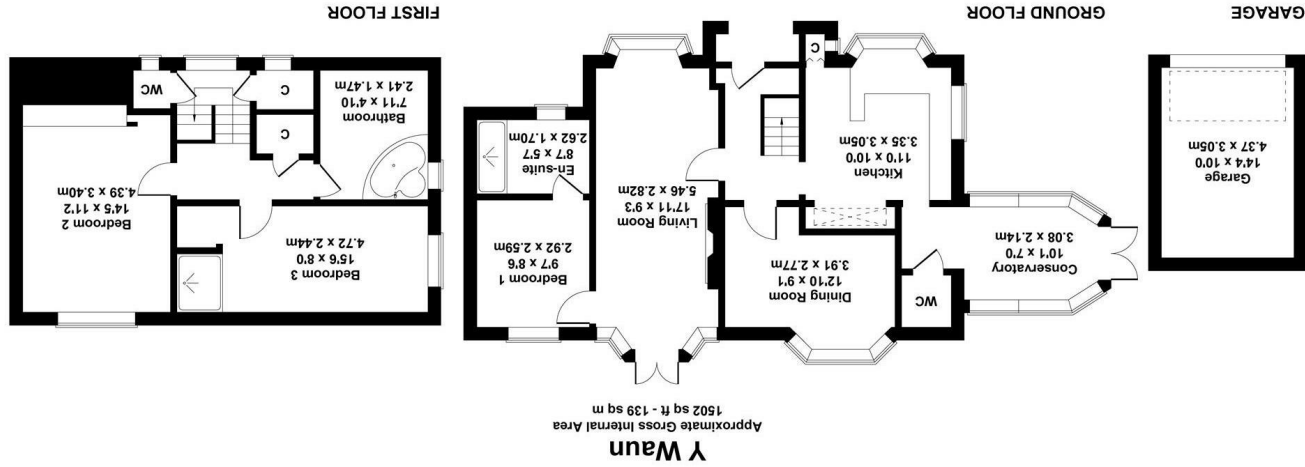 Y Waun
Approximate Gross Internal Area
1502 sq ft - 139 sq m
Garage
14'4 x 10'0
4.37 x 3.05m
GARAGE
Conservatory
10'1 x 7'0
3.08 x 2.14m
WC
Dining Room
12'10 x 9'1
3.91 x 2.77m
Kitchen
11'0 x 10'0
3.35 x 3.05m
C
Living Room
17'11 x 9'3
5.46 x 2.82m
Bedroom 1
9'7 x 8'6
2.92 x 2.59m
En-suite
8'7 x 5'7
2.62 x 1.70m
GROUND FLOOR
Bedroom 3
15'6 x 8'0
4.72 x 2.44m
Bedroom 2
14'5 x 11'2
4.39 x 3.40m
Bathroom
7'11 x 4'10
2.41 x 1.47m
C
C
WC
FIRST FLOOR